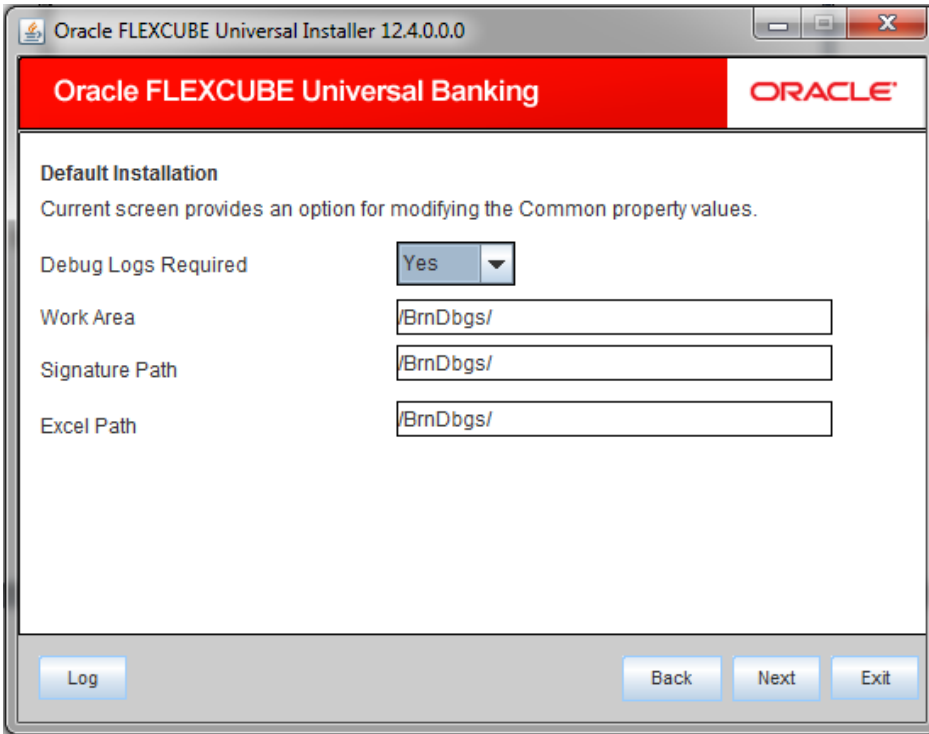 Oracle FLEXCUBE Universal Installer 12.4.0.0.0
Oracle FLEXCUBE Universal Banking
ORACLE
Default Installation
Current screen provides an option for modifying the Common property values.
Debug Logs Required Yes
Work Area /BrnDbgs/
Signature Path /BrnDbgs/
Excel Path /BrnDbgs/
Log Back Next Exit